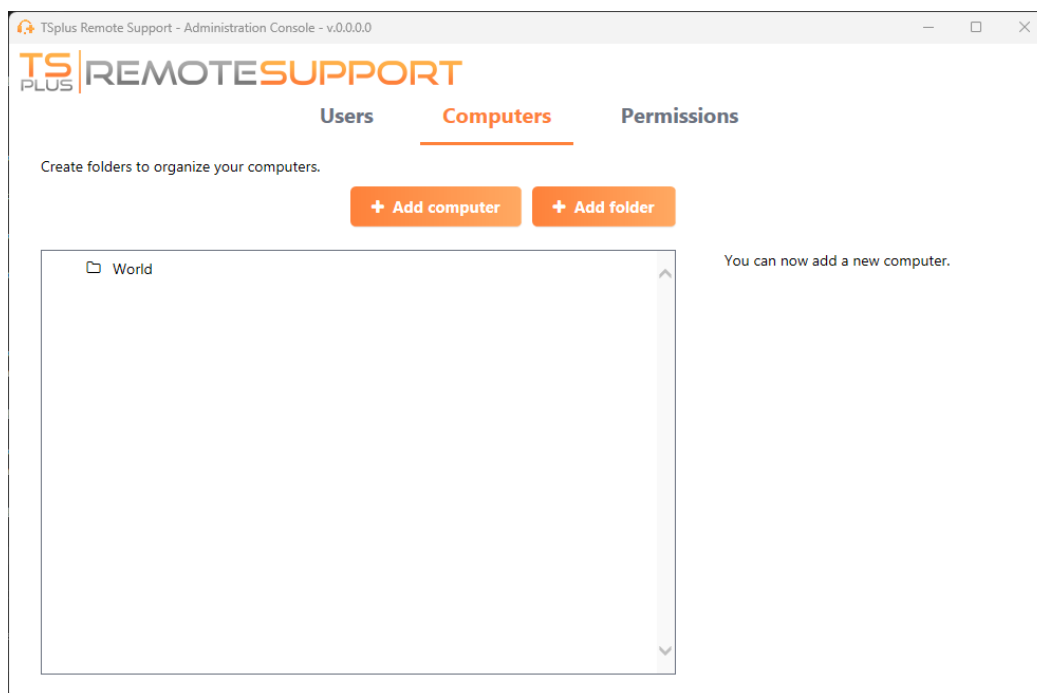 TSplus Remote Support - Administration Console - v.0.0.0.0
TS PLUS REMOTESUPPORT
Users Computers Permissions
Create folders to organize your computers.
+ Add computer + Add folder
World
You can now add a new computer.